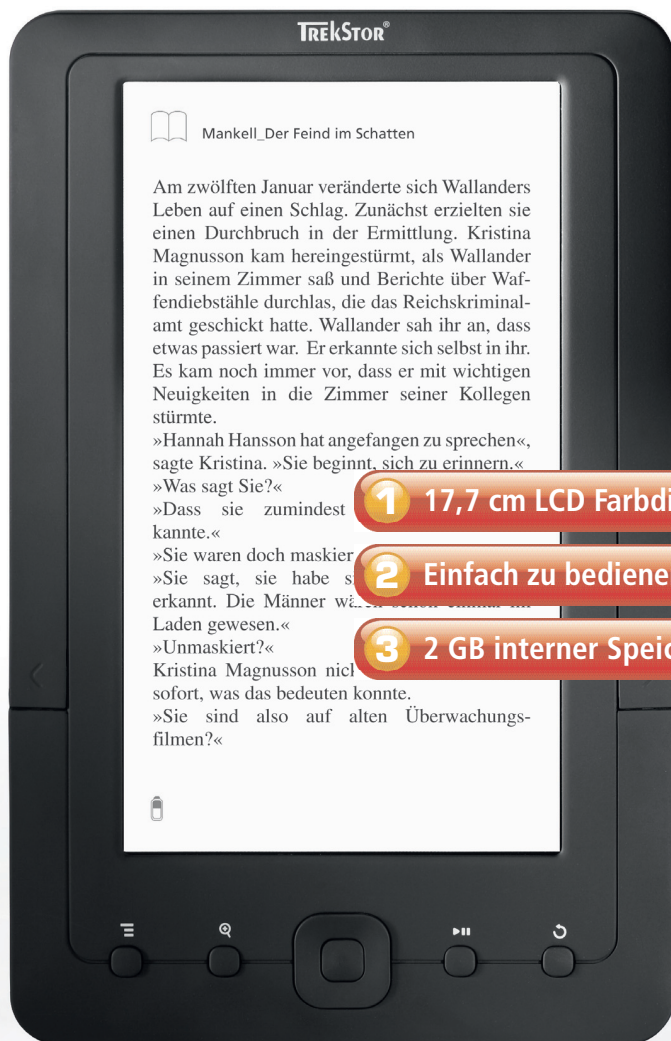 TREKSTOR®
Mankell_Der Feind im Schatten
Am zwölften Januar veränderte sich Wallanders
Leben auf einen Schlag. Zunächst erzielten sie
einen Durchbruch in der Ermittlung. Kristina
Magnusson kam hereingestürmt, als Wallander
in seinem Zimmer saß und Berichte über Waf-
fendiebstähle durchlas, die das Reichskriminal-
amt geschickt hatte. Wallander sah ihr an, dass
etwas passiert war. Er erkannte sich selbst in ihr.
Es kam noch immer vor, dass er mit wichtigen
Neuigkeiten in die Zimmer seiner Kollegen
stürmte.
»Hannah Hansson hat angefangen zu sprechen«,
sagte Kristina. »Sie beginnt, sich zu erinnern.«
»Was sagt Sie?«
»Dass sie zumindest
kannte.«
»Sie waren doch
»Sie sagt, sie habe
erkannt. Die Männer
Laden gewesen.«
»Unmaskiert?«
Kristina Magnusson
sofort, was das bedeuten konnte.
»Sie sind also auf alten Überwachungs-
filmen?«
1 17,7 cm LCD
2 Einfach zu
3 2 GB interner